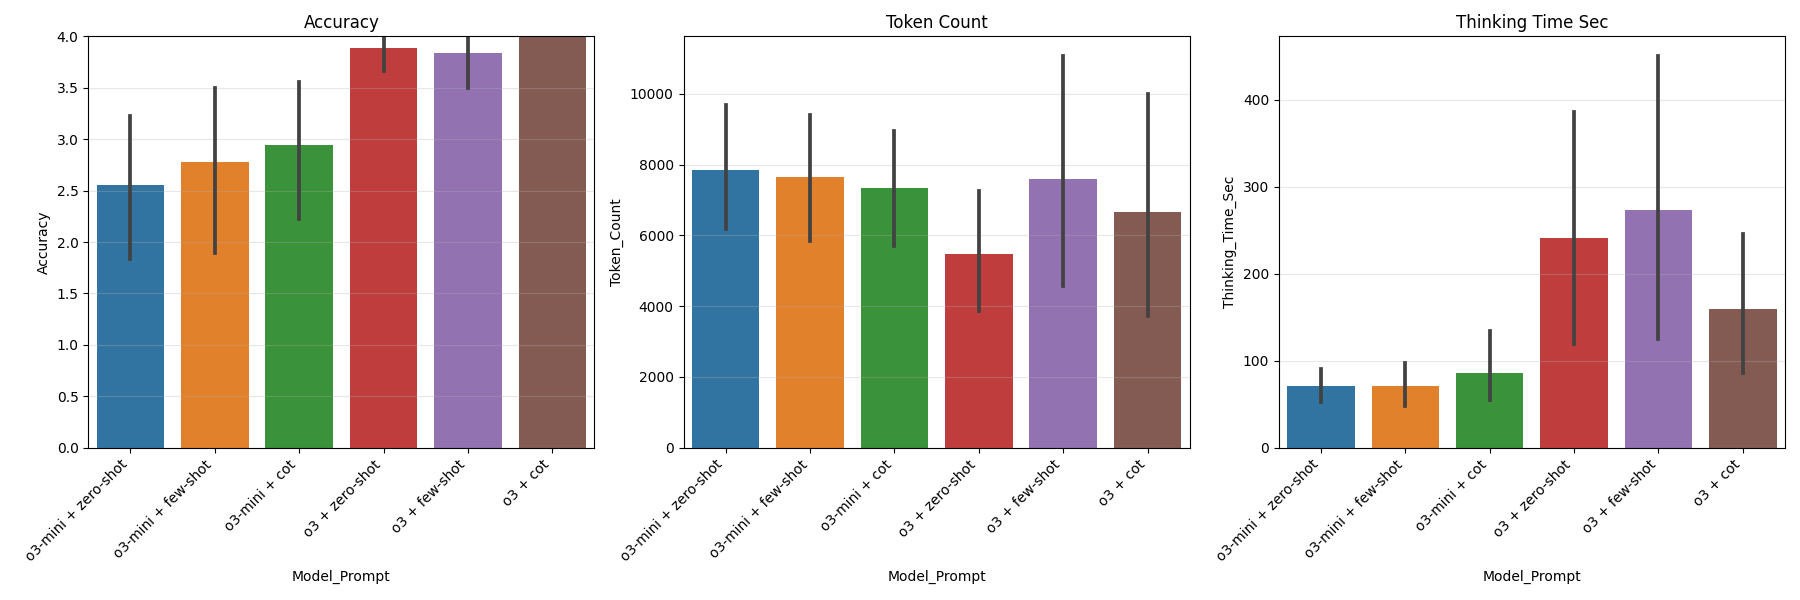 Accuracy
4.0
3.5
3.0
2.5
2.0
1.5
1.0
0.5
0.0
Accuracy
o3-mini + zero-shot
o3-mini + few-shot
o3-mini + cot
o3 + zero-shot
o3 + few-shot
o3 + cot
Model_Prompt
Token Count
10000
8000
6000
4000
2000
0
Token_Count
o3-mini + zero-shot
o3-mini + few-shot
o3-mini + cot
o3 + zero-shot
o3 + few-shot
o3 + cot
Model_Prompt
Thinking Time Sec
400
300
200
100
0
Thinking_Time_Sec
o3-mini + zero-shot
o3-mini + few-shot
o3-mini + cot
o3 + zero-shot
o3 + few-shot
o3 + cot
Model_Prompt